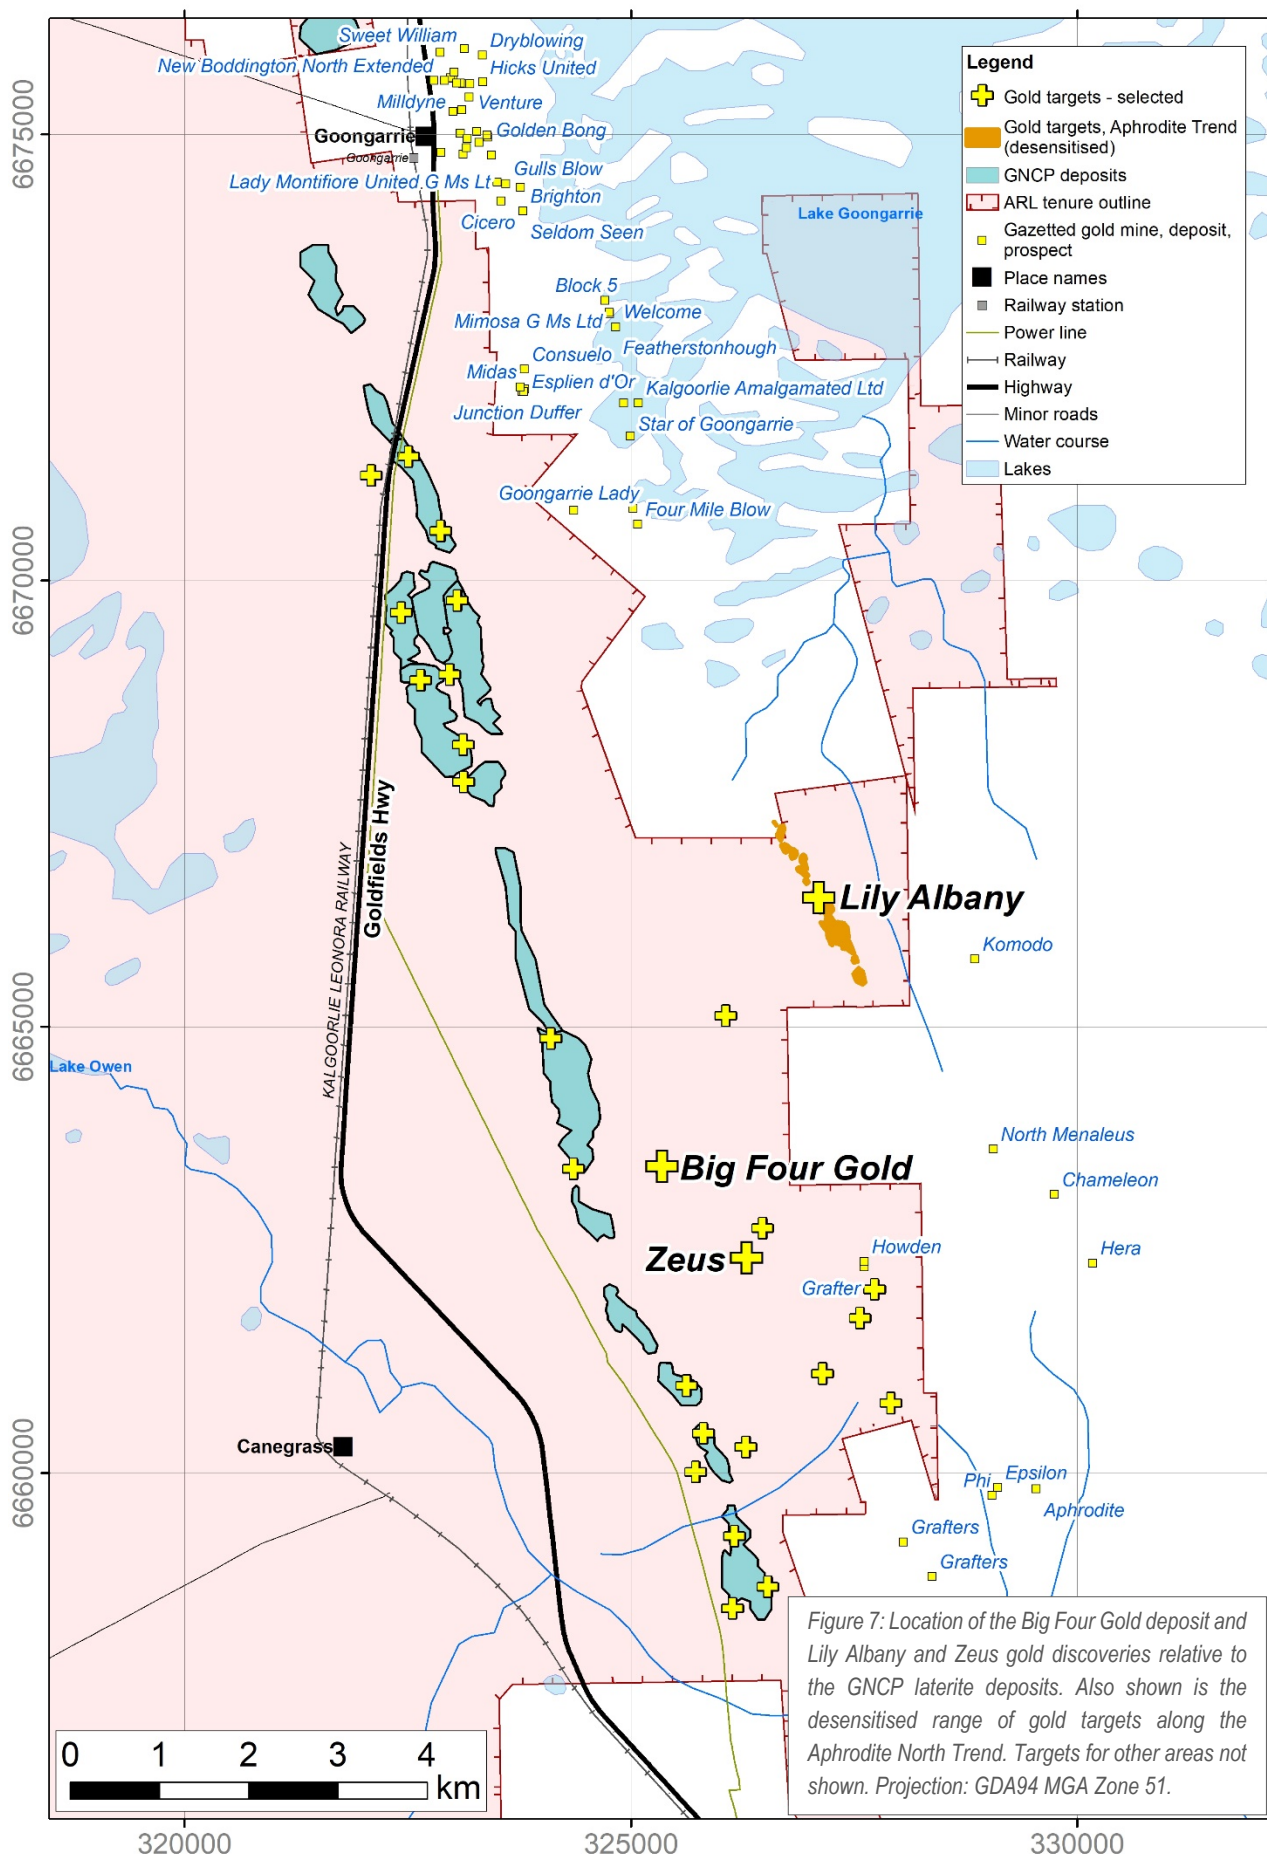 Sweet William
Dryblowing
New Boddington North Extended
Hicks United
Milldyne
Venture
Goongarrie
Golden Bong
Goongarrie
Gulls Blow
Lady Montifiore United G Ms Lt
Brighton
Cicero
Seldom Seen
Lake Goongarrie
Block 5
Mimosa G Ms Ltd
Welcome
Featherstonhough
Consuelo
Midas
Esplien d'Or
Kalgoorlie Amalgamated Ltd
Junction Duffer
Star of Goongarrie
Goongarrie Lady
Four Mile Blow
Legend
Gold targets - selected
Gold targets, Aphrodite Trend
(desensitised)
GNCP deposits
ARL tenure outline
Gazetted gold mine, deposit,
prospect
Place names
Railway station
Power line
Railway
Highway
Minor roads
Water course
Lakes
Goldfields Hwy
KALGOORLIE LEONORA RAILWAY
Lily Albany
Komodo
Lake Owen
North Menaleus
Big Four Gold
Chameleon
Zeus
Howden
Hera
Grafter
Canegrass
Phi
Epsilon
Aphrodite
Grafters
Grafters
Figure 7: Location of the Big Four Gold deposit and
Lily Albany and Zeus gold discoveries relative to
the GNCP laterite deposits. Also shown is the
desensitised range of gold targets along the
Aphrodite North Trend. Targets for other areas not
shown. Projection: GDA94 MGA Zone 51.
0 1 2 3 4
km
6675000
6670000
6665000
6660000
320000 325000 330000